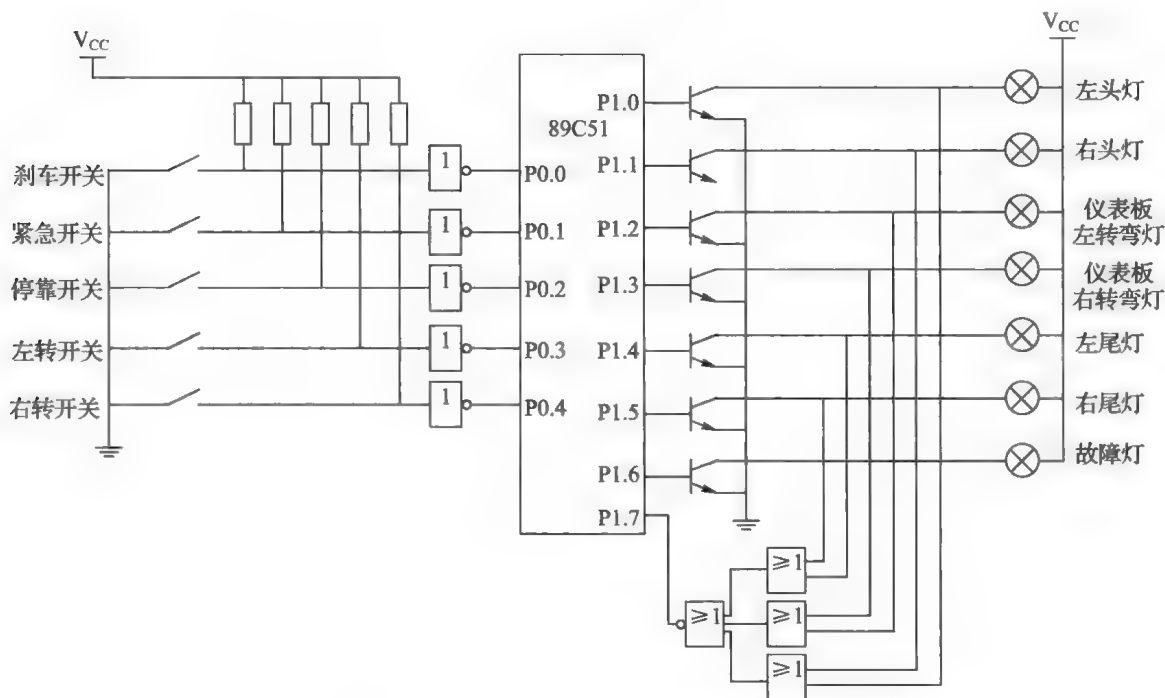 V_CC
刹车开关
紧急开关
停靠开关
左转开关
右转开关
1
1
1
1
1
P0.0
P0.1
P0.2
P0.3
P0.4
89C51
P1.0
P1.1
P1.2
P1.3
P1.4
P1.5
P1.6
P1.7
V_CC
左头灯
右头灯
仪表板
左转弯灯
仪表板
右转弯灯
左尾灯
右尾灯
故障灯
≥1
≥1
≥1
≥1